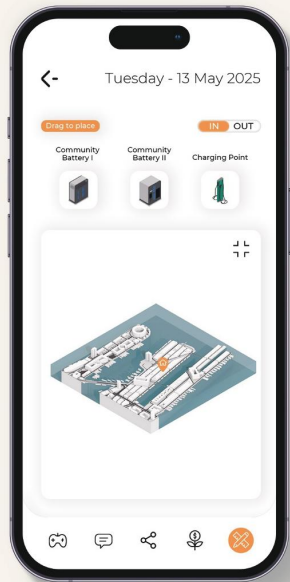 Tuesday - 13 May 2025
Drag to place
IN OUT
Community
Battery I
Community
Battery II
Charging Point